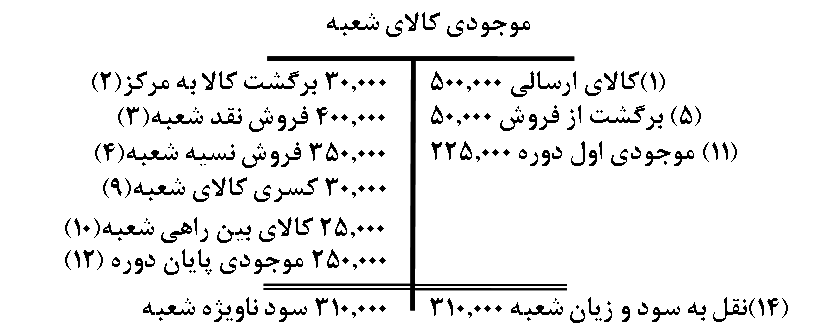 موجودی کالای شعبه
(۱)کالای ارسالی ۵۰۰,۰۰۰
۳۰,۰۰۰ برگشت کالا به مرکز(۲)
(۵) برگشت از فروش ۵۰,۰۰۰
۴۰۰,۰۰۰ فروش نقد شعبه(۳)
(۱۱) موجودی اول دوره ۲۲۵,۰۰۰
۳۵۰,۰۰۰ فروش نسیه شعبه(۴)
۳۰,۰۰۰ کسری کالای شعبه(۹)
۲۵,۰۰۰ کالای بین راهی شعبه(۱۰)
۲۵۰,۰۰۰ موجودی پایان دوره (۱۲)
(۱۴)نقل به سود و زیان شعبه ۳۱۰,۰۰۰
۳۱۰,۰۰۰ سود ناویژه شعبه